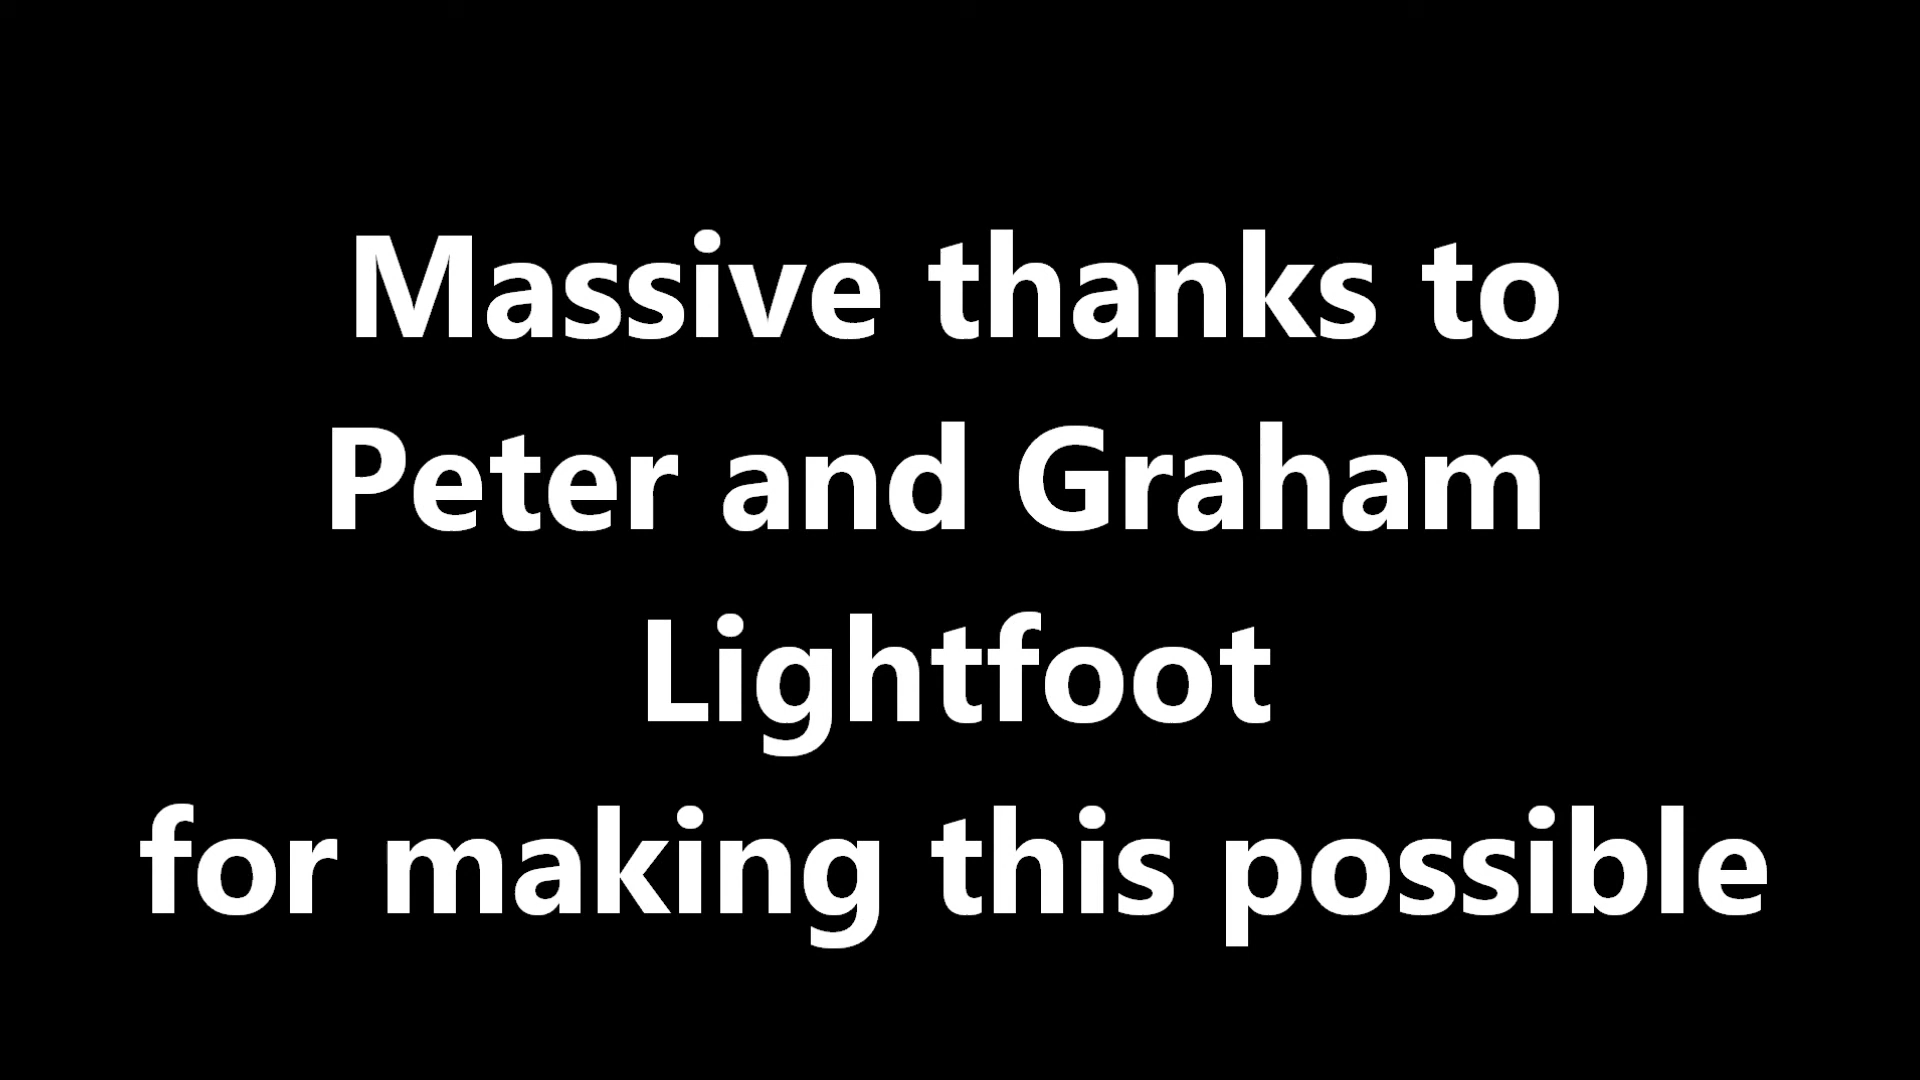 Massive thanks to
Peter and Graham
Lightfoot
for making this possible